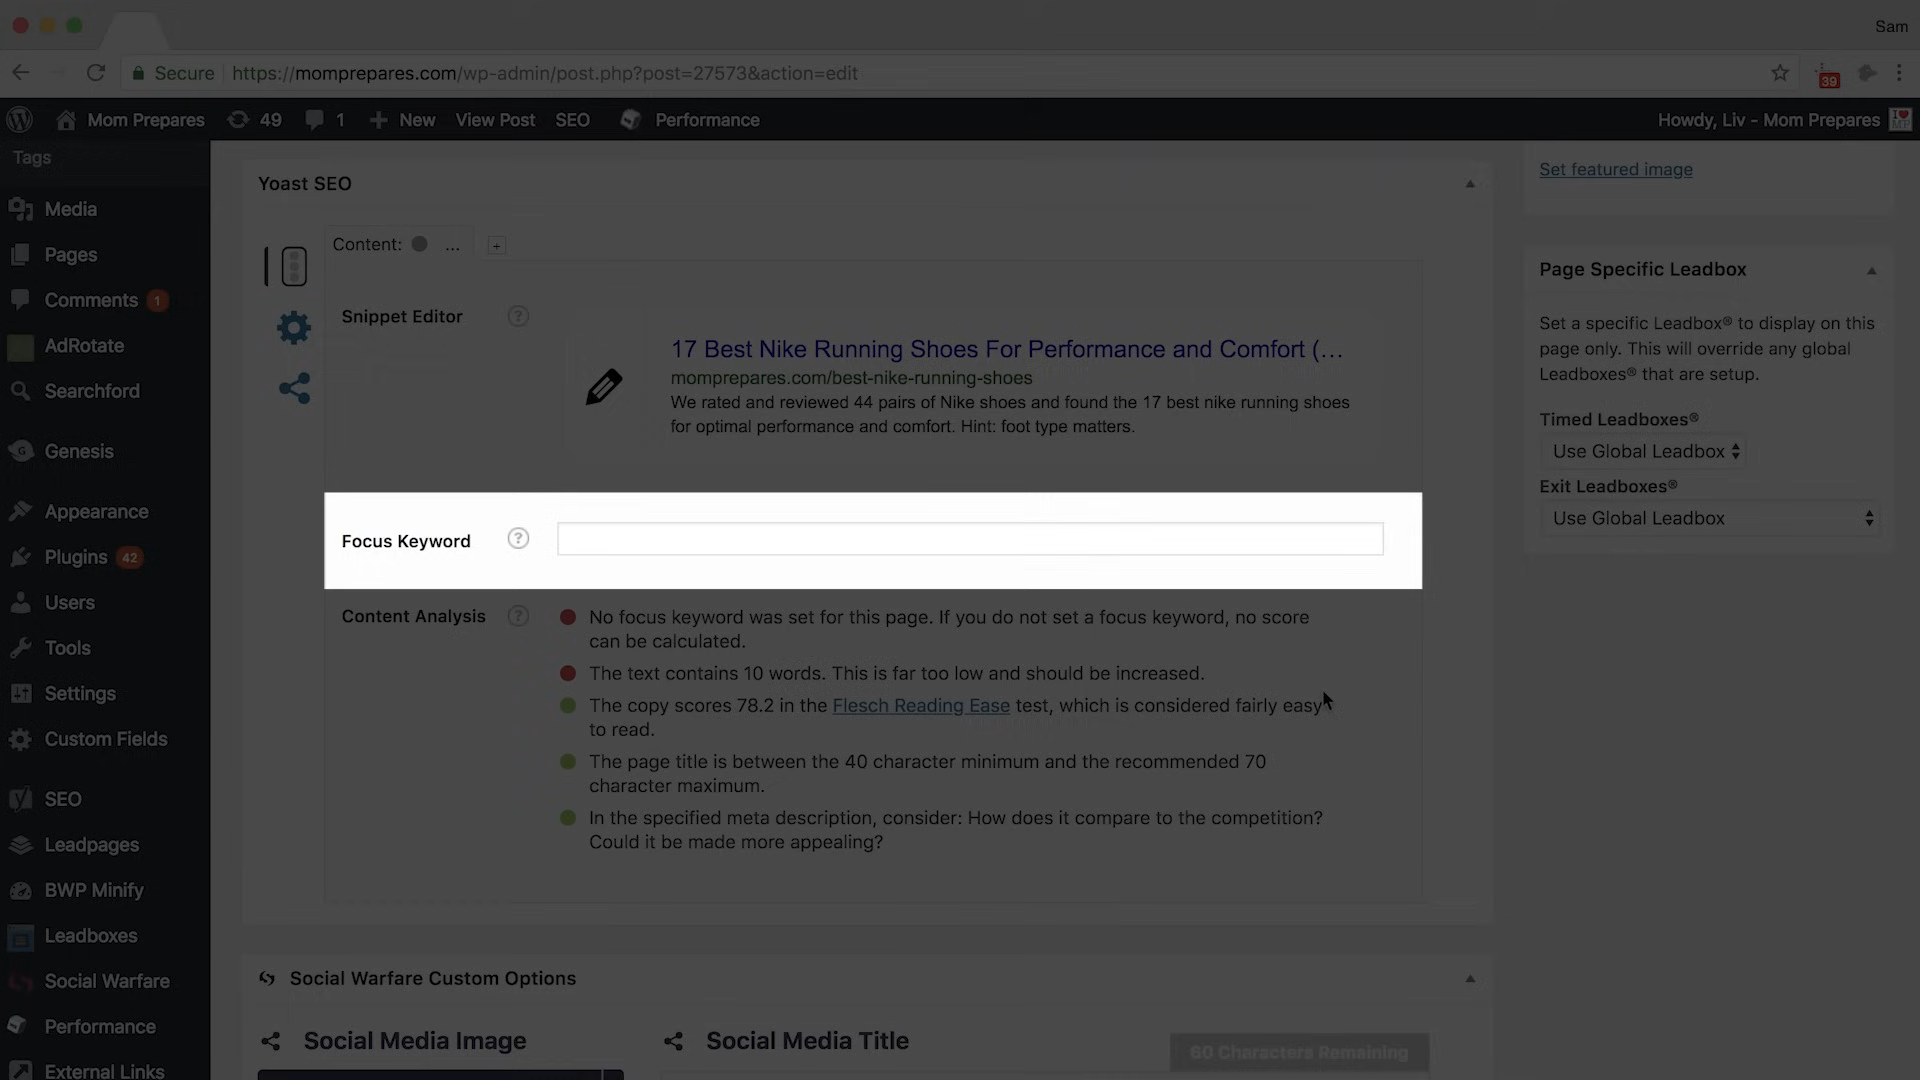 Sam
Secure https://momprepares.com/wp-admin/post.php?post=27573&action=edit
39
Mom Prepares 49 1 New View Post SEO Performance Howdy, Liv - Mom Prepares
Tags
Media
Pages
Comments 1
AdRotate
Searchford
Genesis
Appearance
Plugins 42
Users
Tools
Settings
Custom Fields
SEO
Leadpages
BWP Minify
Leadboxes
Social Warfare
Performance
External Links
Yoast SEO
Content: ... +
Snippet Editor ?
17 Best Nike Running Shoes For Performance and Comfort (...
momprepares.com/best-nike-running-shoes
We rated and reviewed 44 pairs of Nike shoes and found the 17 best nike running shoes
for optimal performance and comfort. Hint: foot type matters.
Focus Keyword ?
Content Analysis ?
No focus keyword was set for this page. If you do not set a focus keyword, no score
can be calculated.
The text contains 10 words. This is far too low and should be increased.
The copy scores 78.2 in the Flesch Reading Ease test, which is considered fairly easy
to read.
The page title is between the 40 character minimum and the recommended 70
character maximum.
In the specified meta description, consider: How does it compare to the competition?
Could it be made more appealing?
Social Warfare Custom Options
Social Media Image
Social Media Title
60 Characters Remaining
Set featured image
Page Specific Leadbox
Set a specific Leadbox® to display on this
page only. This will override any global
Leadboxes® that are setup.
Timed Leadboxes®
Use Global Leadbox
Exit Leadboxes®
Use Global Leadbox